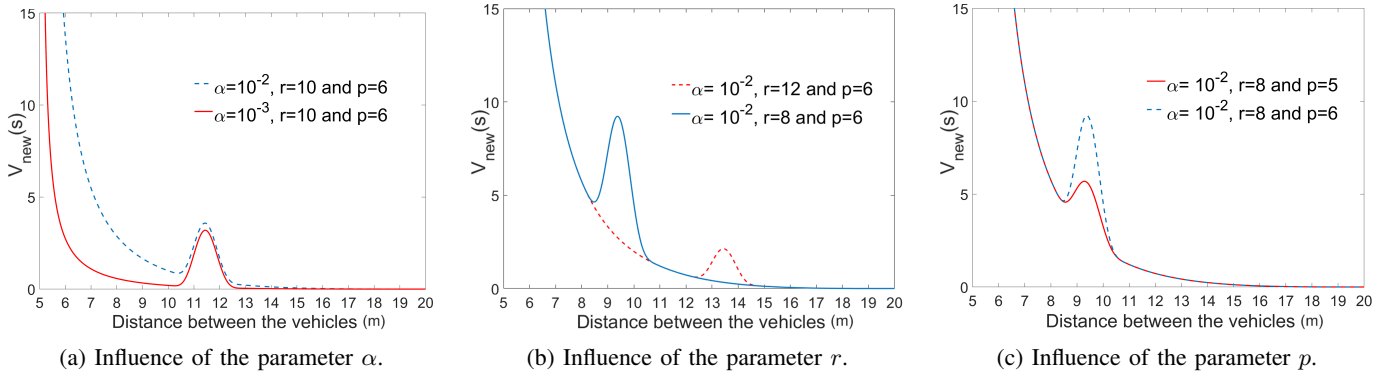 15
10
5
0
V_new(s)
α=10^-2, r=10 and p=6
α=10^-3, r=10 and p=6
5 6 7 8 9 10 11 12 13 14 15 16 17 18 19 20
Distance between the vehicles (m)
(a) Influence of the parameter α.
15
10
5
0
V_new(s)
α= 10^-2, r=12 and p=6
α= 10^-2, r=8 and p=6
5 6 7 8 9 10 11 12 13 14 15 16 17 18 19 20
Distance between the vehicles (m)
(b) Influence of the parameter r.
15
10
5
0
V_new(s)
α= 10^-2, r=8 and p=5
α= 10^-2, r=8 and p=6
5 6 7 8 9 10 11 12 13 14 15 16 17 18 19 20
Distance between the vehicles (m)
(c) Influence of the parameter p.